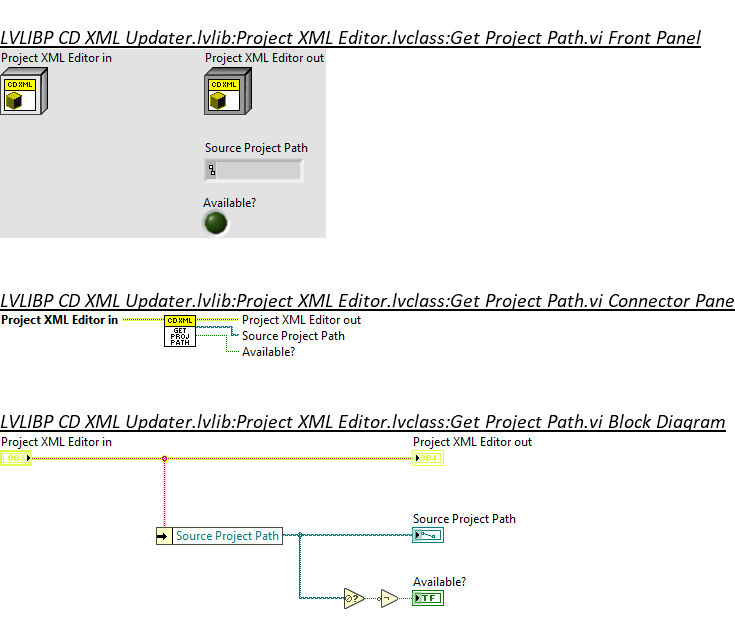 LVLIBP CD XML Updater.lvlib:Project XML Editor.lvclass:Get Project Path.vi Front Panel
Project XML Editor in Project XML Editor out
CD XML CD XML
Source Project Path
Available?
LVLIBP CD XML Updater.lvlib:Project XML Editor.lvclass:Get Project Path.vi Connector Pane
Project XML Editor in CD XML Project XML Editor out
GET
PROJ
PATH
Source Project Path
Available?
LVLIBP CD XML Updater.lvlib:Project XML Editor.lvclass:Get Project Path.vi Block Diagram
Project XML Editor in Project XML Editor out
Source Project Path
Source Project Path
Available?
?
TF